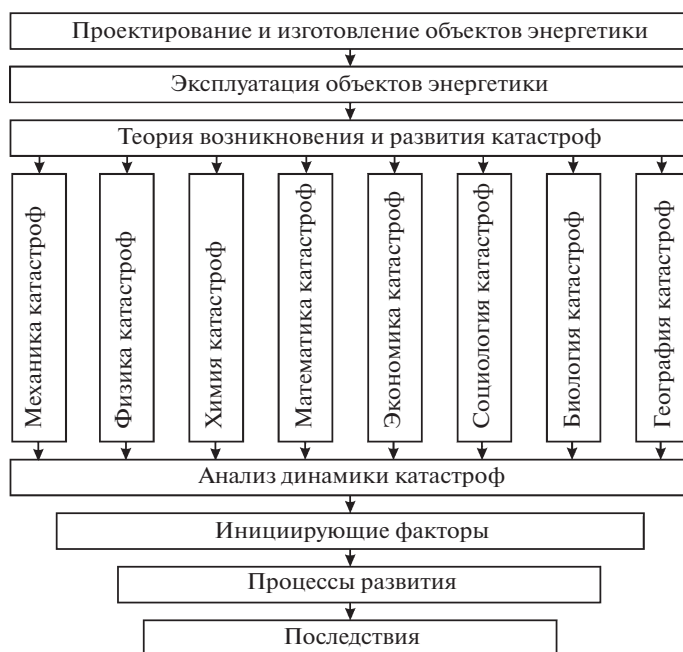 Проектирование и изготовление объектов энергетики
Эксплуатация объектов энергетики
Теория возникновения и развития катастроф
Механика катастроф
Физика катастроф
Химия катастроф
Математика катастроф
Экономика катастроф
Социология катастроф
Биология катастроф
География катастроф
Анализ динамики катастроф
Инициирующие факторы
Процессы развития
Последствия